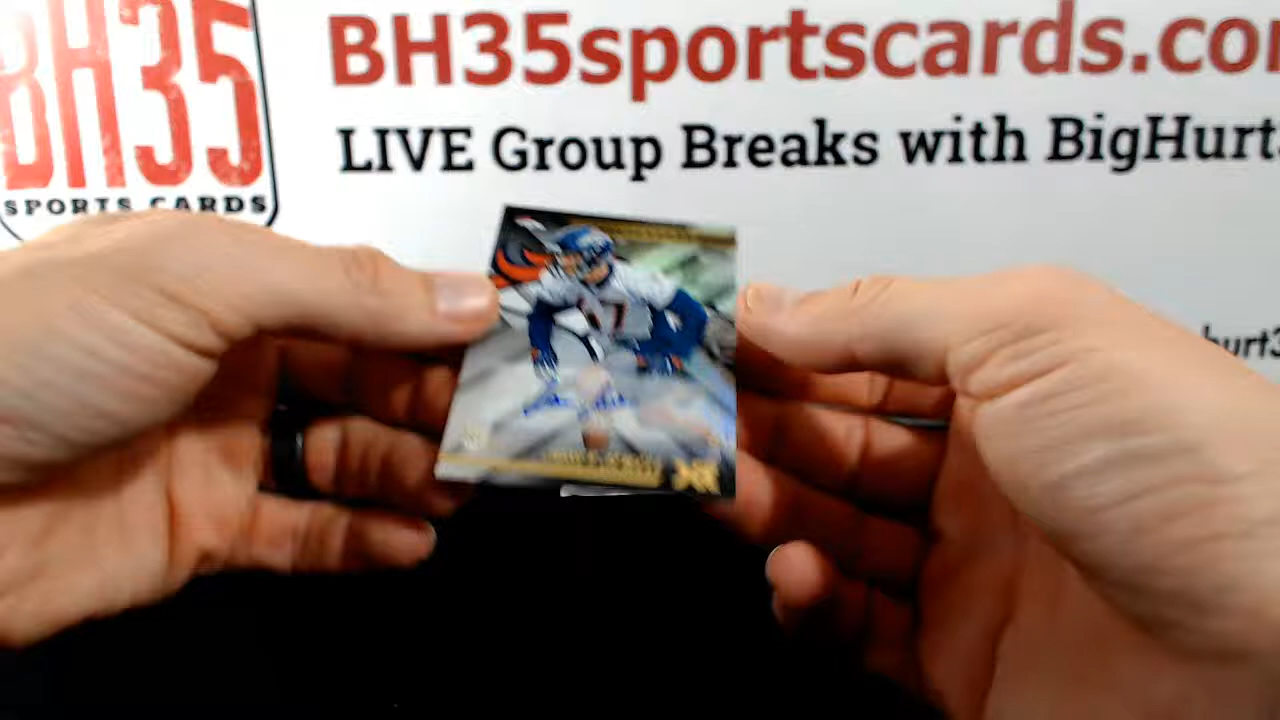 BH35
SPORTS CARDS
BH35sportscards.co
LIVE Group Breaks with BigHurt
hurt3